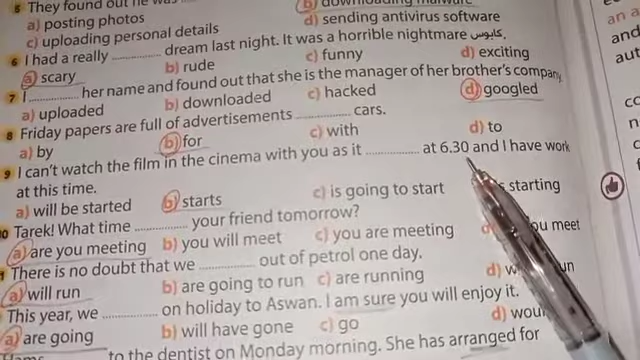 5 They found out he was
b) downloading malware
a) posting photos
d) sending antivirus software
c) uploading personal details
6 I had a really ............ dream last night. It was a horrible nightmare كابوس.
a) scary b) rude c) funny d) exciting
7 I ............ her name and found out that she is the manager of her brother's company.
a) uploaded b) downloaded c) hacked d) googled
8 Friday papers are full of advertisements ............ cars.
a) by b) for c) with d) to
9 I can't watch the film in the cinema with you as it ............ at 6.30 and I have work
at this time.
a) will be started b) starts c) is going to start starting
10 Tarek! What time ............ your friend tomorrow?
a) are you meeting b) you will meet c) you are meeting d) you meet
There is no doubt that we ............ out of petrol one day.
a) will run b) are going to run c) are running d)
This year, we ............ on holiday to Aswan. I am sure you will enjoy it.
a) are going b) will have gone c) go d)
to the dentist on Monday morning. She has arranged for
an a
and
aut